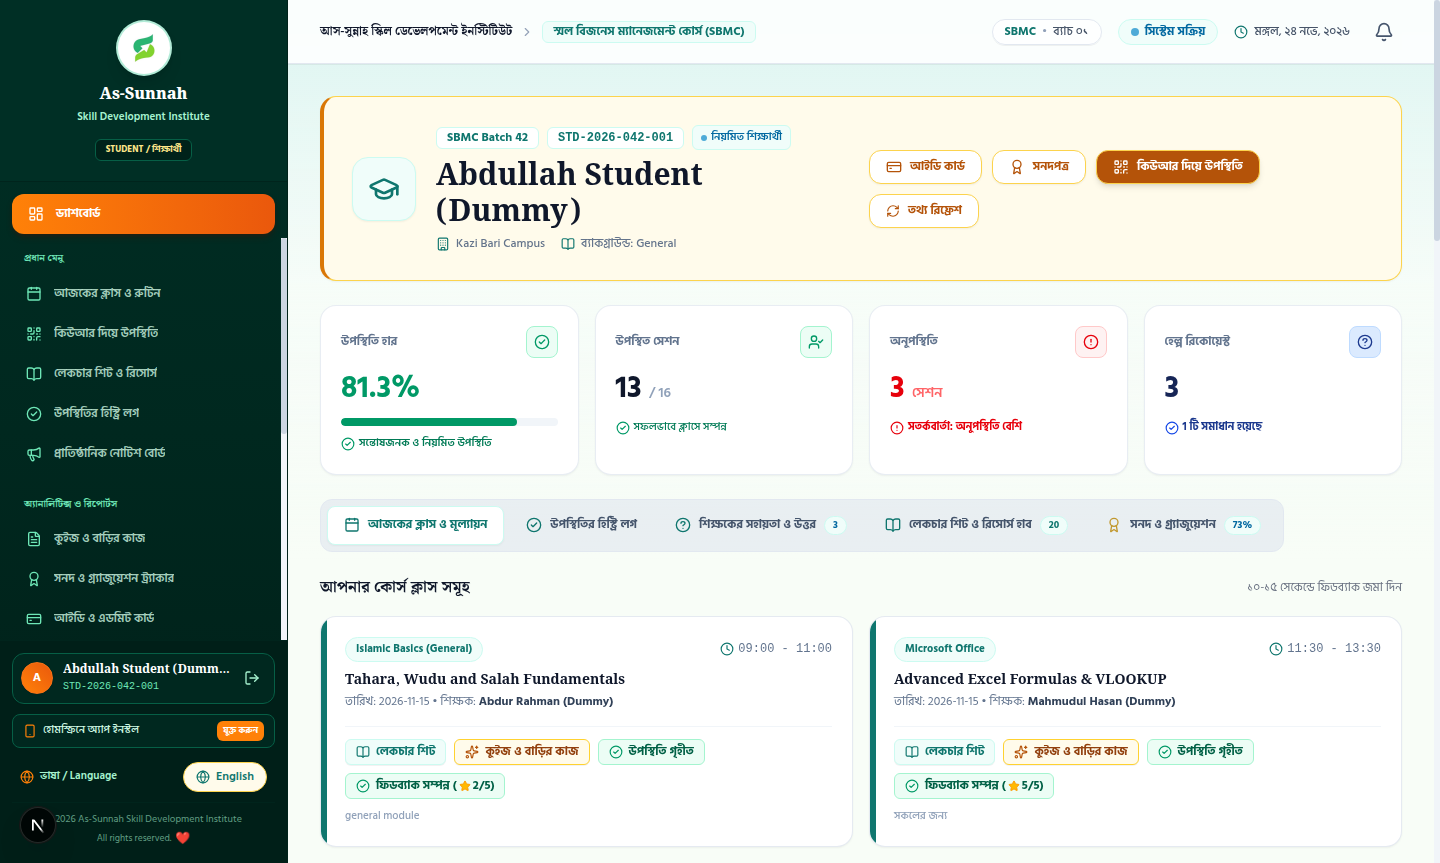 As-Sunnah
Skill Development Institute
STUDENT / শিক্ষার্থী
ড্যাশবোর্ড
প্রধান মেনু
আজকের ক্লাস ও রুটিন
কিউআর দিয়ে উপস্থিতি
লেকচার শিট ও রিসোর্স
উপস্থিতির হিস্ট্রি লগ
প্রাতিষ্ঠানিক নোটিশ বোর্ড
অ্যানালিটিক্স ও রিপোর্টস
কুইজ ও বাড়ির কাজ
সনদ ও গ্র্যাজুয়েশন ট্র্যাকার
আইডি ও এডমিট কার্ড
A
Abdullah Student (Dumm...
STD-2026-042-001
হোমস্ক্রিনে অ্যাপ ইনস্টল
যুক্ত করুন
ভাষা / Language
English
N
2026 As-Sunnah Skill Development Institute
All rights reserved. ❤️
আস-সুন্নাহ স্কিল ডেভেলপমেন্ট ইনস্টিটিউট
স্মল বিজনেস ম্যানেজমেন্ট কোর্স (SBMC)
SBMC • ব্যাচ ০১
সিস্টেম সক্রিয়
মঙ্গল, ২৪ নভে, ২০২৬
SBMC Batch 42
STD-2026-042-001
নিয়মিত শিক্ষার্থী
Abdullah Student
(Dummy)
Kazi Bari Campus
ব্যাকগ্রাউন্ড: General
আইডি কার্ড
সনদপত্র
কিউআর দিয়ে উপস্থিতি
তথ্য রিফ্রেশ
উপস্থিতি হার
81.3%
সন্তোষজনক ও নিয়মিত উপস্থিতি
উপস্থিত সেশন
13 / 16
সফলভাবে ক্লাসে সম্পন্ন
অনুপস্থিতি
3 সেশন
সতর্কবার্তা: অনুপস্থিতি বেশি
হেল্প রিকোয়েস্ট
3
1 টি সমাধান হয়েছে
আজকের ক্লাস ও মূল্যায়ন
উপস্থিতির হিস্ট্রি লগ
শিক্ষকের সহায়তা ও উত্তর 3
লেকচার শিট ও রিসোর্স হাব 20
সনদ ও গ্র্যাজুয়েশন 73%
আপনার কোর্স ক্লাস সমূহ
১০-১৫ সেকেন্ডে ফিডব্যাক জমা দিন
Islamic Basics (General)
09:00 - 11:00
Tahara, Wudu and Salah Fundamentals
তারিখ: 2026-11-15 • শিক্ষক: Abdur Rahman (Dummy)
লেকচার শিট
কুইজ ও বাড়ির কাজ
উপস্থিতি গৃহীত
ফিডব্যাক সম্পন্ন (⭐2/5)
general module
Microsoft Office
11:30 - 13:30
Advanced Excel Formulas & VLOOKUP
তারিখ: 2026-11-15 • শিক্ষক: Mahmudul Hasan (Dummy)
লেকচার শিট
কুইজ ও বাড়ির কাজ
উপস্থিতি গৃহীত
ফিডব্যাক সম্পন্ন (⭐5/5)
সকলের জন্য